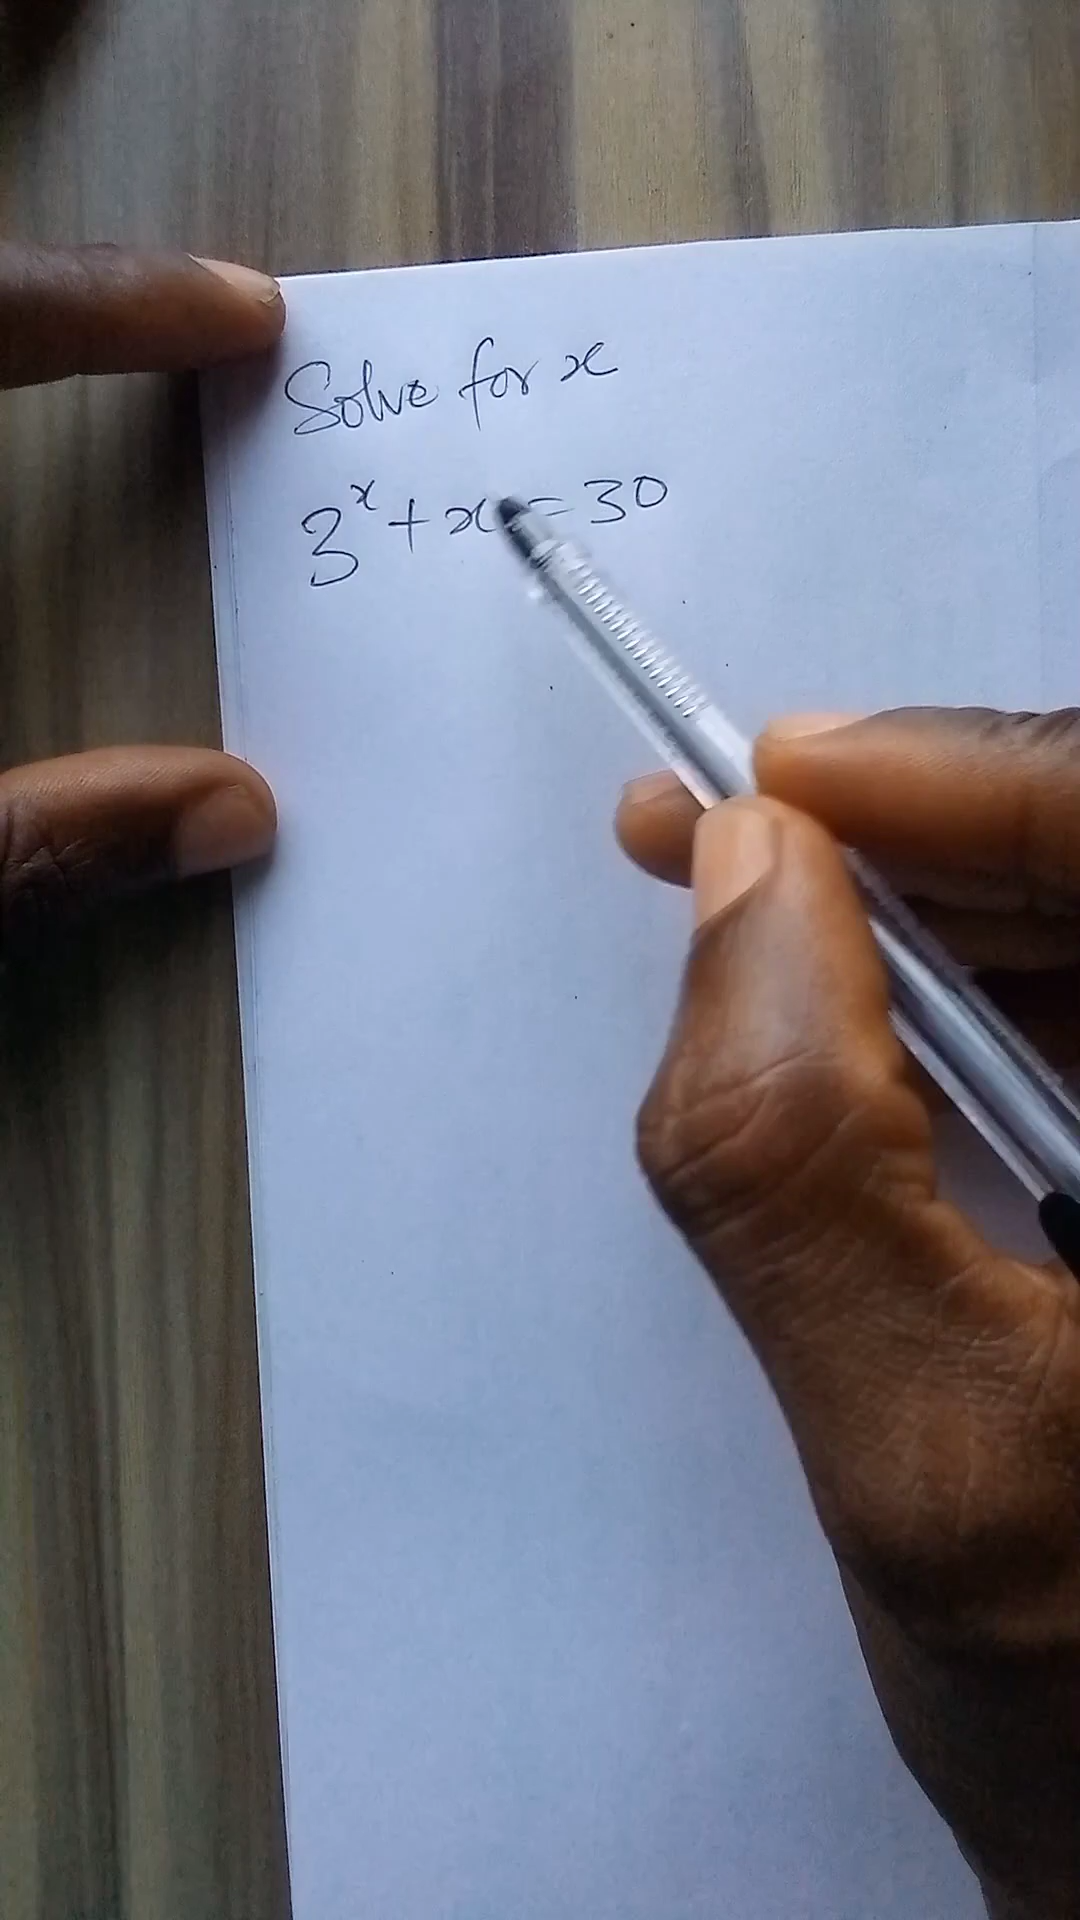 Solve for x
3^x + x = 30